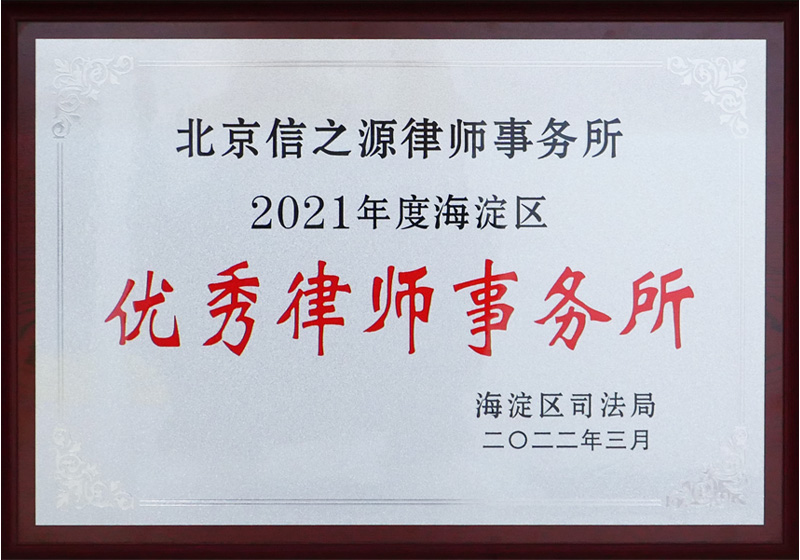 北京信之源律师事务所
2021年度海淀区
优秀律师事务所
海淀区司法局
二〇二二年三月